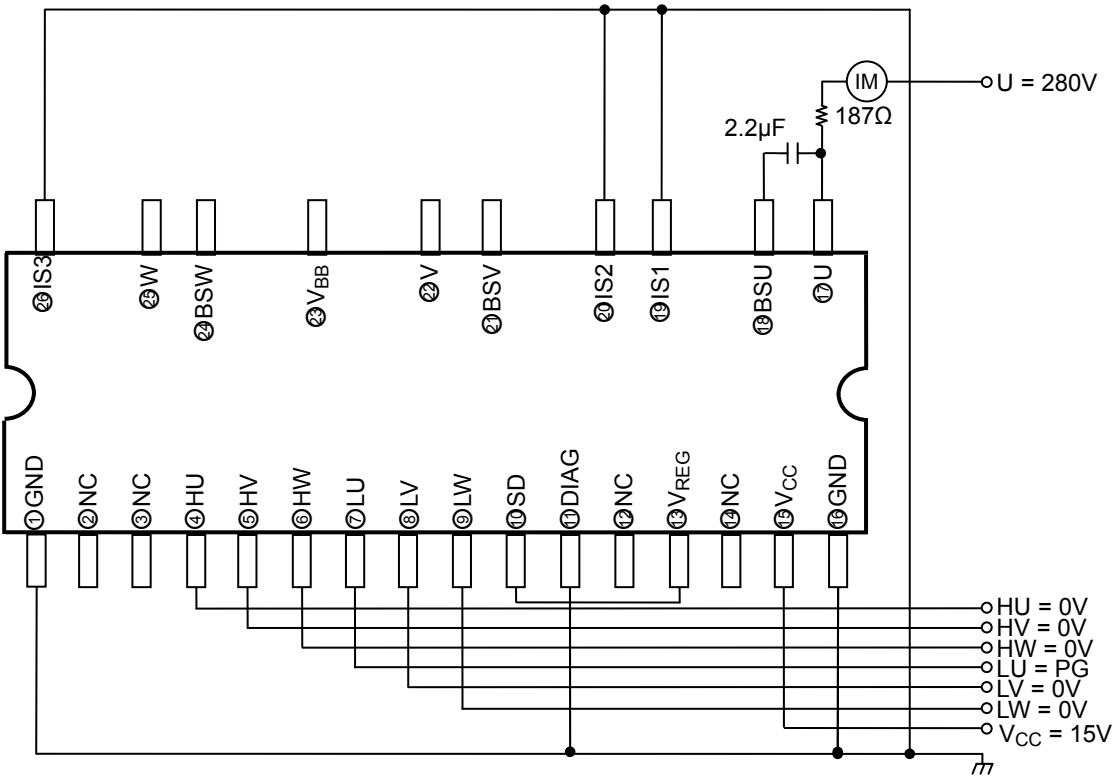 IM
U = 280V
187Ω
2.2μF
㉖IS3
㉕W
㉔BSW
㉓VBB
㉒V
㉑BSV
⑳IS2
⑲IS1
⑱BSU
⑰U
①GND
②NC
③NC
④HU
⑤HV
⑥HW
⑦LU
⑧LV
⑨LW
⑩SD
⑪DIAG
⑫NC
⑬VREG
⑭NC
⑮VCC
⑯GND
HU = 0V
HV = 0V
HW = 0V
LU = PG
LV = 0V
LW = 0V
VCC = 15V